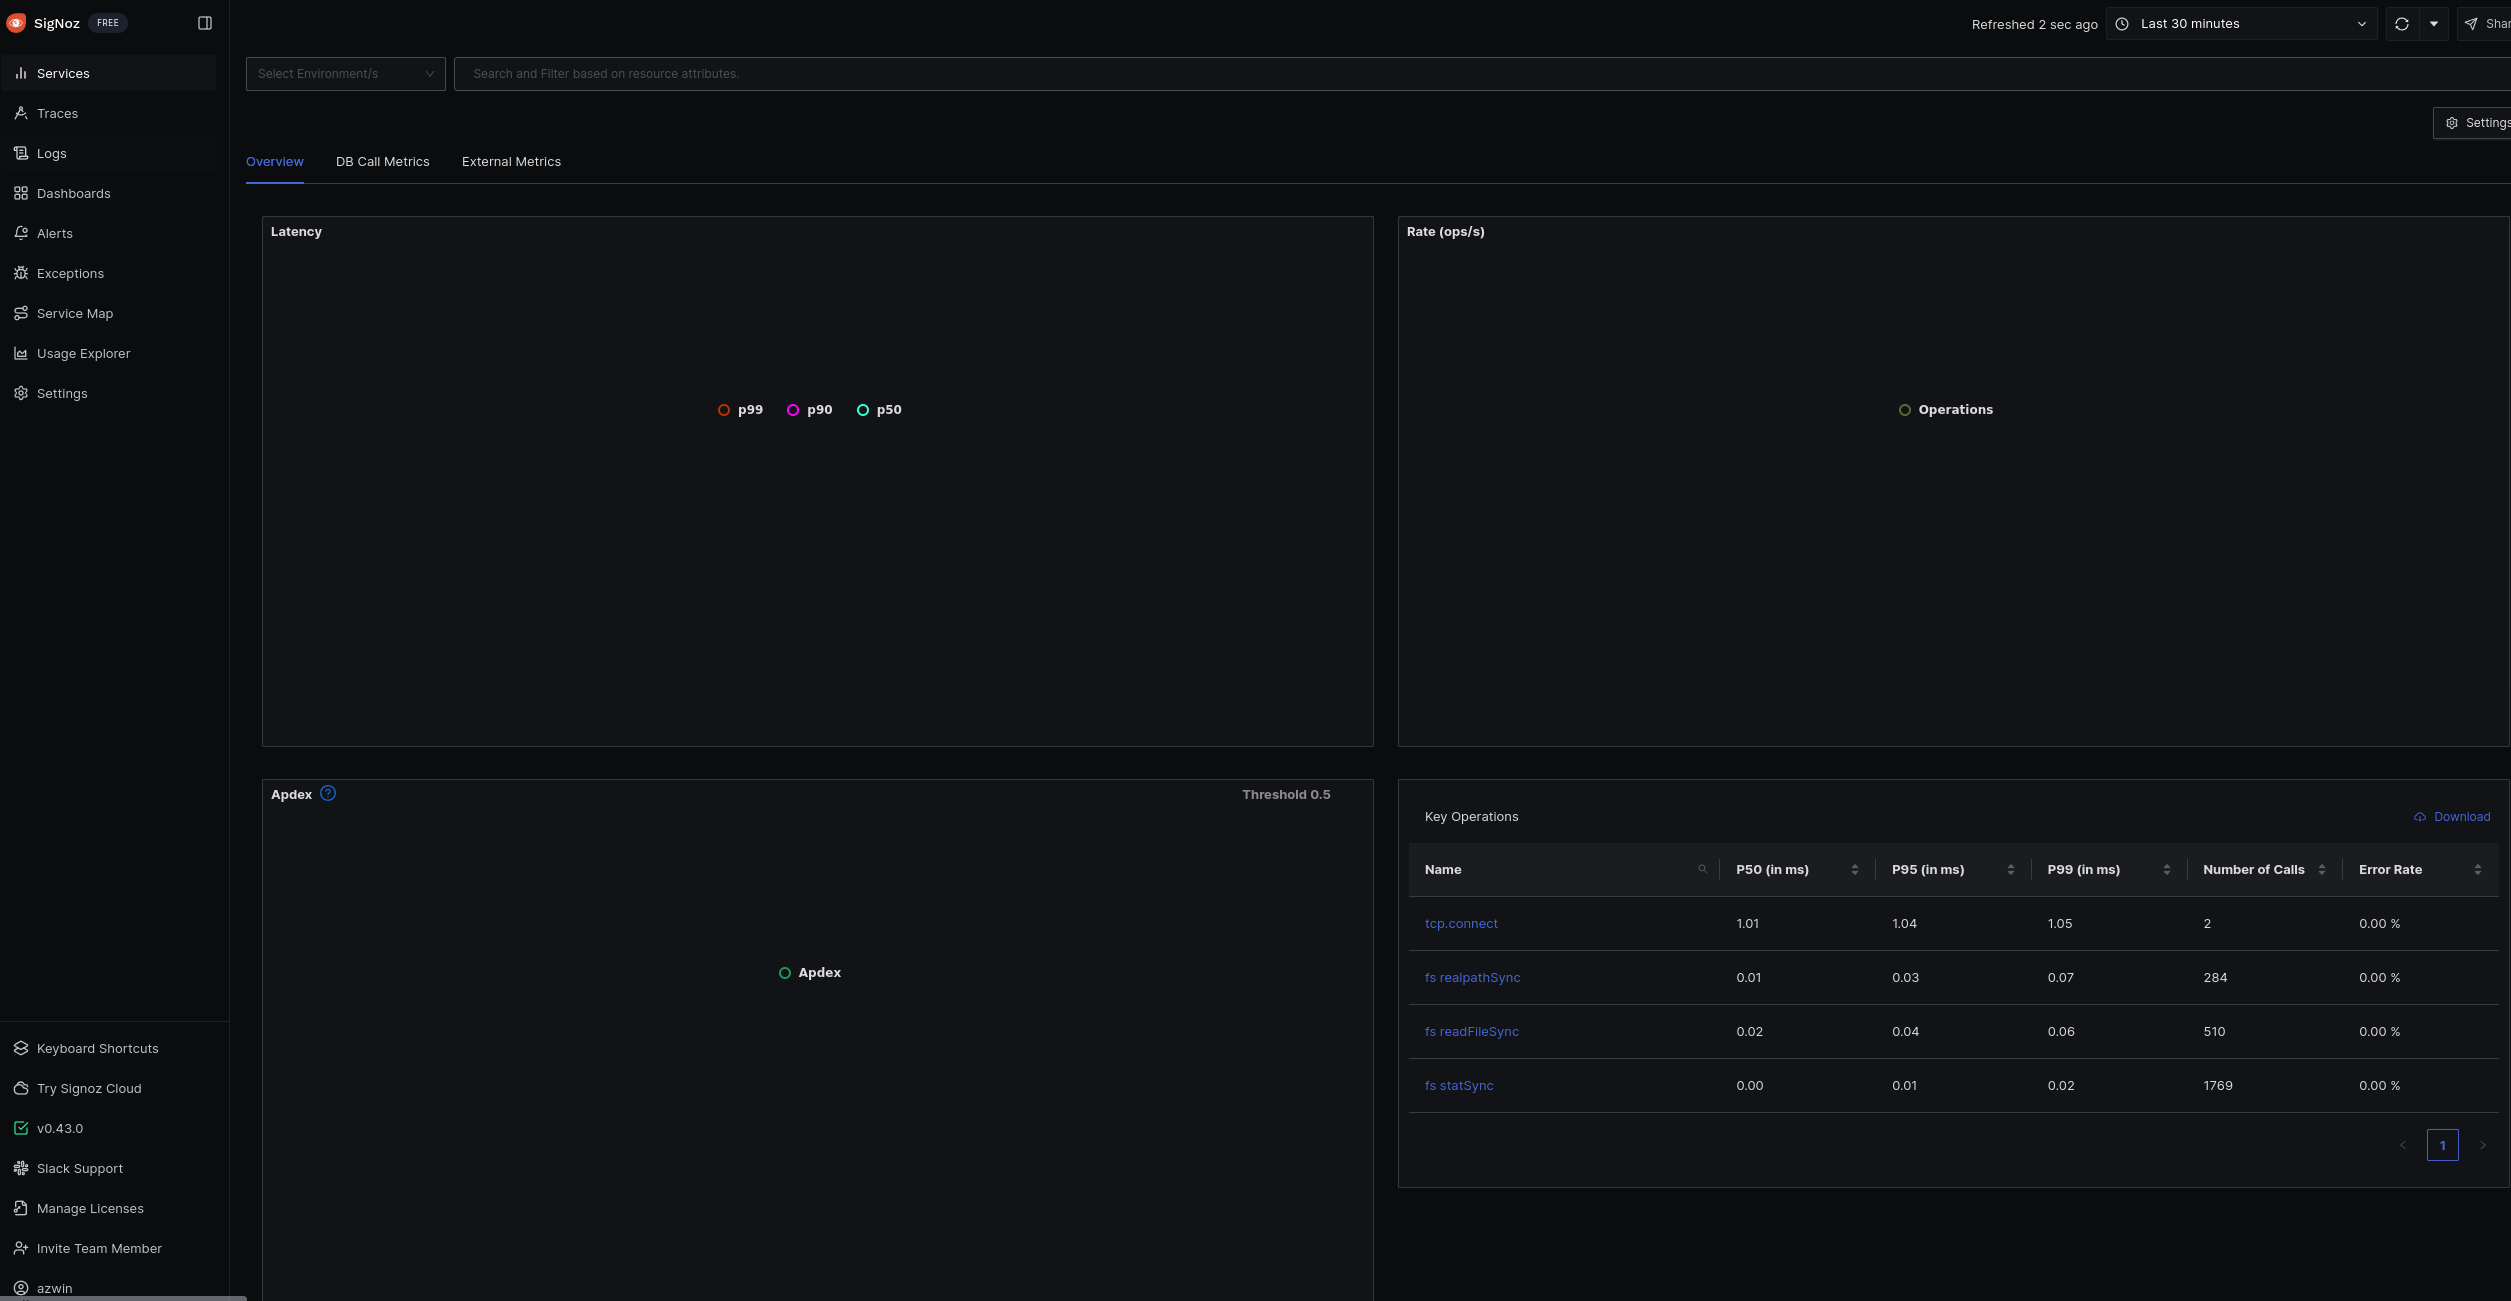 SigNoz FREE
Refreshed 2 sec ago Last 30 minutes
Services
Traces
Logs
Dashboards
Alerts
Exceptions
Service Map
Usage Explorer
Settings
Select Environment/s Search and Filter based on resource attributes.
Settings
Overview DB Call Metrics External Metrics
Latency
p99 p90 p50
Rate (ops/s)
Operations
Apdex Threshold 0.5
Apdex
Key Operations Download
Name P50 (in ms) P95 (in ms) P99 (in ms) Number of Calls Error Rate
tcp.connect 1.01 1.04 1.05 2 0.00 %
fs realpathSync 0.01 0.03 0.07 284 0.00 %
fs readFileSync 0.02 0.04 0.06 510 0.00 %
fs statSync 0.00 0.01 0.02 1769 0.00 %
1
Keyboard Shortcuts
Try Signoz Cloud
v0.43.0
Slack Support
Manage Licenses
Invite Team Member
azwin